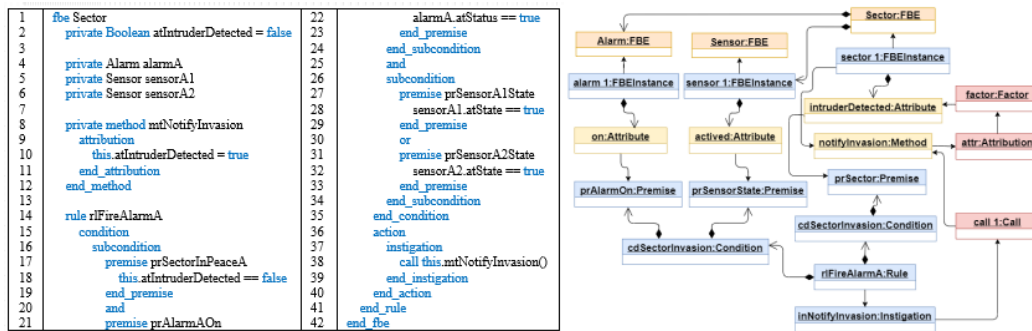 1 fbe Sector
2 private Boolean atIntruderDetected = false
3
4 private Alarm alarmA
5 private Sensor sensorA1
6 private Sensor sensorA2
7
8 private method mtNotifyInvasion
9 attribution
10 this.atIntruderDetected = true
11 end_attribution
12 end_method
13
14 rule rlFireAlarmA
15 condition
16 subcondition
17 premise prSectorInPeaceA
18 this.atIntruderDetected == false
19 end_premise
20 and
21 premise prAlarmAOn
22 alarmA.atStatus == true
23 end_premise
24 end_subcondition
25 and
26 subcondition
27 premise prSensorA1State
28 sensorA1.atState == true
29 end_premise
30 or
31 premise prSensorA2State
32 sensorA2.atState == true
33 end_premise
34 end_subcondition
35 end_condition
36 action
37 instigation
38 call this.mtNotifyInvasion()
39 end_instigation
40 end_action
41 end_rule
42 end_fbe
Sector:FBE
Alarm:FBE
Sensor:FBE
sector 1:FBEInstance
alarm 1:FBEInstance
sensor 1:FBEInstance
factor:Factor
intruderDetected:Attribute
on:Attribute
actived:Attribute
notifyInvasion:Method
attr:Attribution
prSector:Premise
prAlarmOn:Premise
prSensorState:Premise
cdSectorInvasion:Condition
call 1:Call
cdSectorInvasion:Condition
rlFireAlarmA:Rule
inNotifyInvasion:Instigation